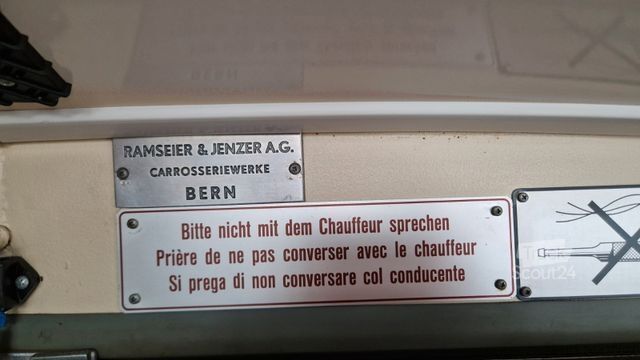 RAMSEIER & JENZER A.G.
CARROSSERIEWERKE
BERN
Bitte nicht mit dem Chauffeur sprechen
Prière de ne pas converser avec le chauffeur
Si prega di non conversare col conducente
Scout24